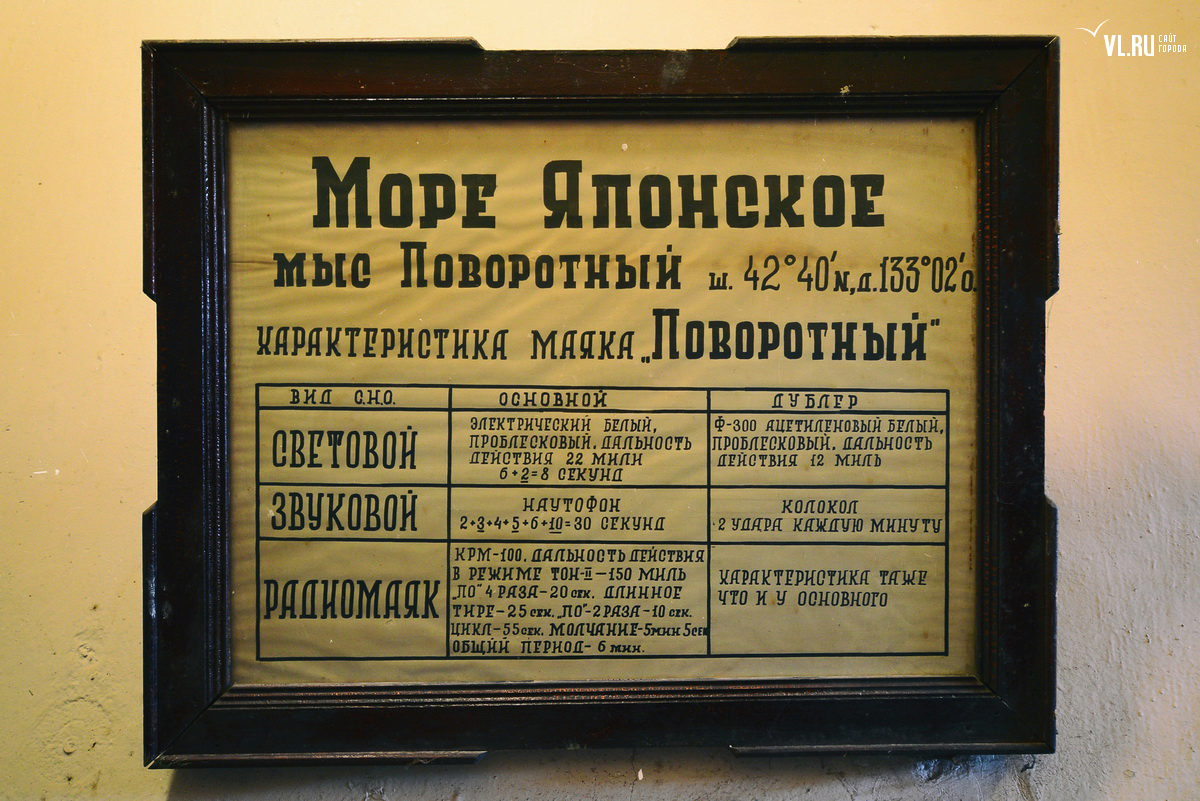 VL.RU САЙТ ГОРОДА
МОРЕ ЯПОНСКОЕ
МЫС ПОВОРОТНЫЙ ш. 42°40′N, д. 133°02′О.
ХАРАКТЕРИСТИКА МАЯКА „ПОВОРОТНЫЙ"
ВИД С.Н.О. ОСНОВНОЙ ДУБЛЕР
СВЕТОВОЙ
ЭЛЕКТРИЧЕСКИЙ БЕЛЫЙ,
ПРОБЛЕСКОВЫЙ. ДАЛЬНОСТЬ
ДЕЙСТВИЯ 22 МИЛИ
6+2=8 СЕКУНД
Ф-300 АЦЕТИЛЕНОВЫЙ БЕЛЫЙ,
ПРОБЛЕСКОВЫЙ. ДАЛЬНОСТЬ
ДЕЙСТВИЯ 12 МИЛЬ
ЗВУКОВОЙ
НАУТОФОН
2+3+4+5+6+10=30 СЕКУНД
КОЛОКОЛ
2 УДАРА КАЖДУЮ МИНУТУ
РАДИОМАЯК
КРМ-100. ДАЛЬНОСТЬ ДЕЙСТВИЯ
В РЕЖИМЕ ТОН-II-150 МИЛЬ
„ПО" 4 РАЗА-20 сек. ДЛИННОЕ
ТИРЕ-25 сек. „ПО"-2 РАЗА-10 сек.
ЦИКЛ-55 сек. МОЛЧАНИЕ-5 мин 5 сек
ОБЩИЙ ПЕРИОД- 6 мин.
ХАРАКТЕРИСТИКА ТАЖЕ
ЧТО И У ОСНОВНОГО